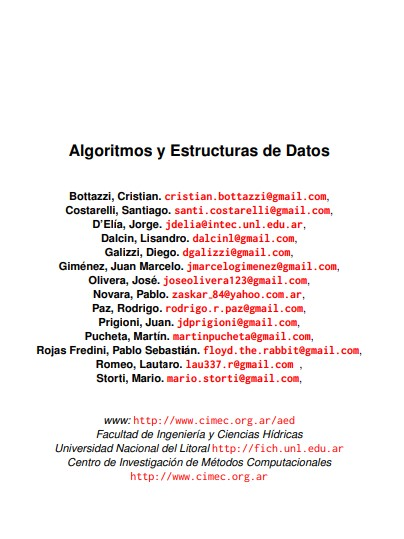 Algoritmos y Estructuras de Datos
Bottazzi, Cristian. cristian.bottazzi@gmail.com,
Costarelli, Santiago. santi.costarelli@gmail.com,
D'Elía, Jorge. jdelia@intec.unl.edu.ar,
Dalcin, Lisandro. dalcinl@gmail.com,
Galizzi, Diego. dgalizzi@gmail.com,
Giménez, Juan Marcelo. jmarcelogimenez@gmail.com,
Olivera, José. joseolivera123@gmail.com,
Novara, Pablo. zaskar_84@yahoo.com.ar,
Paz, Rodrigo. rodrigo.r.paz@gmail.com,
Prigioni, Juan. jdprigioni@gmail.com,
Pucheta, Martín. martinpucheta@gmail.com,
Rojas Fredini, Pablo Sebastián. floyd.the.rabbit@gmail.com,
Romeo, Lautaro. lau337.r@gmail.com ,
Storti, Mario. mario.storti@gmail.com,
www: http://www.cimec.org.ar/aed
Facultad de Ingeniería y Ciencias Hídricas
Universidad Nacional del Litoral http://fich.unl.edu.ar
Centro de Investigación de Métodos Computacionales
http://www.cimec.org.ar